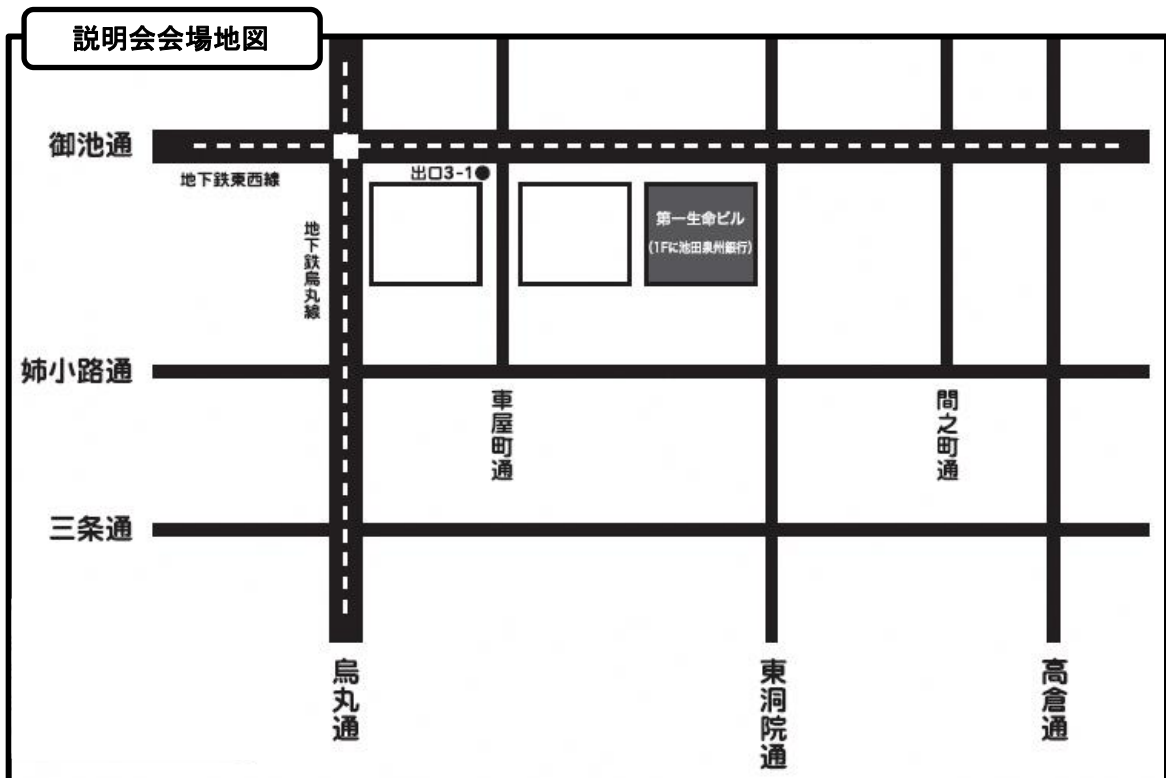 説明会会場地図
御池通
地下鉄東西線
出口3-1
地下鉄烏丸線
第一生命ビル
(1Fに池田泉州銀行)
姉小路通
車屋町通
間之町通
三条通
烏丸通
東洞院通
高倉通